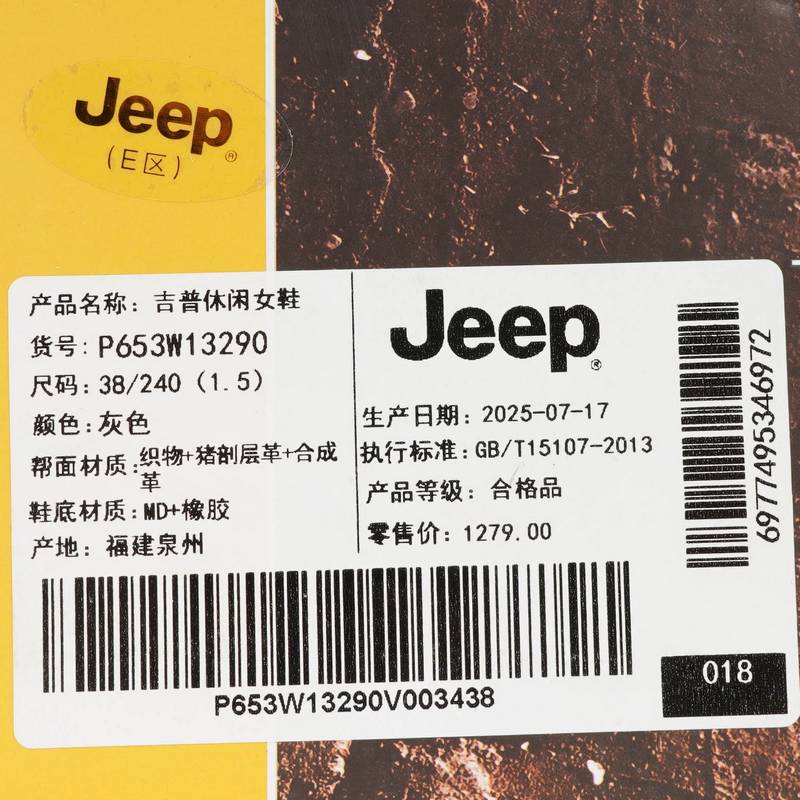 Jeep®
(E区)
产品名称: 吉普休闲女鞋
货号: P653W13290
尺码: 38/240 (1.5)
颜色: 灰色
帮面材质: 织物+猪剖层革+合成
革
鞋底材质: MD+橡胶
产地: 福建泉州
Jeep®
生产日期: 2025-07-17
执行标准: GB/T15107-2013
产品等级: 合格品
零售价: 1279.00
6977495346972
P653W13290V003438
018